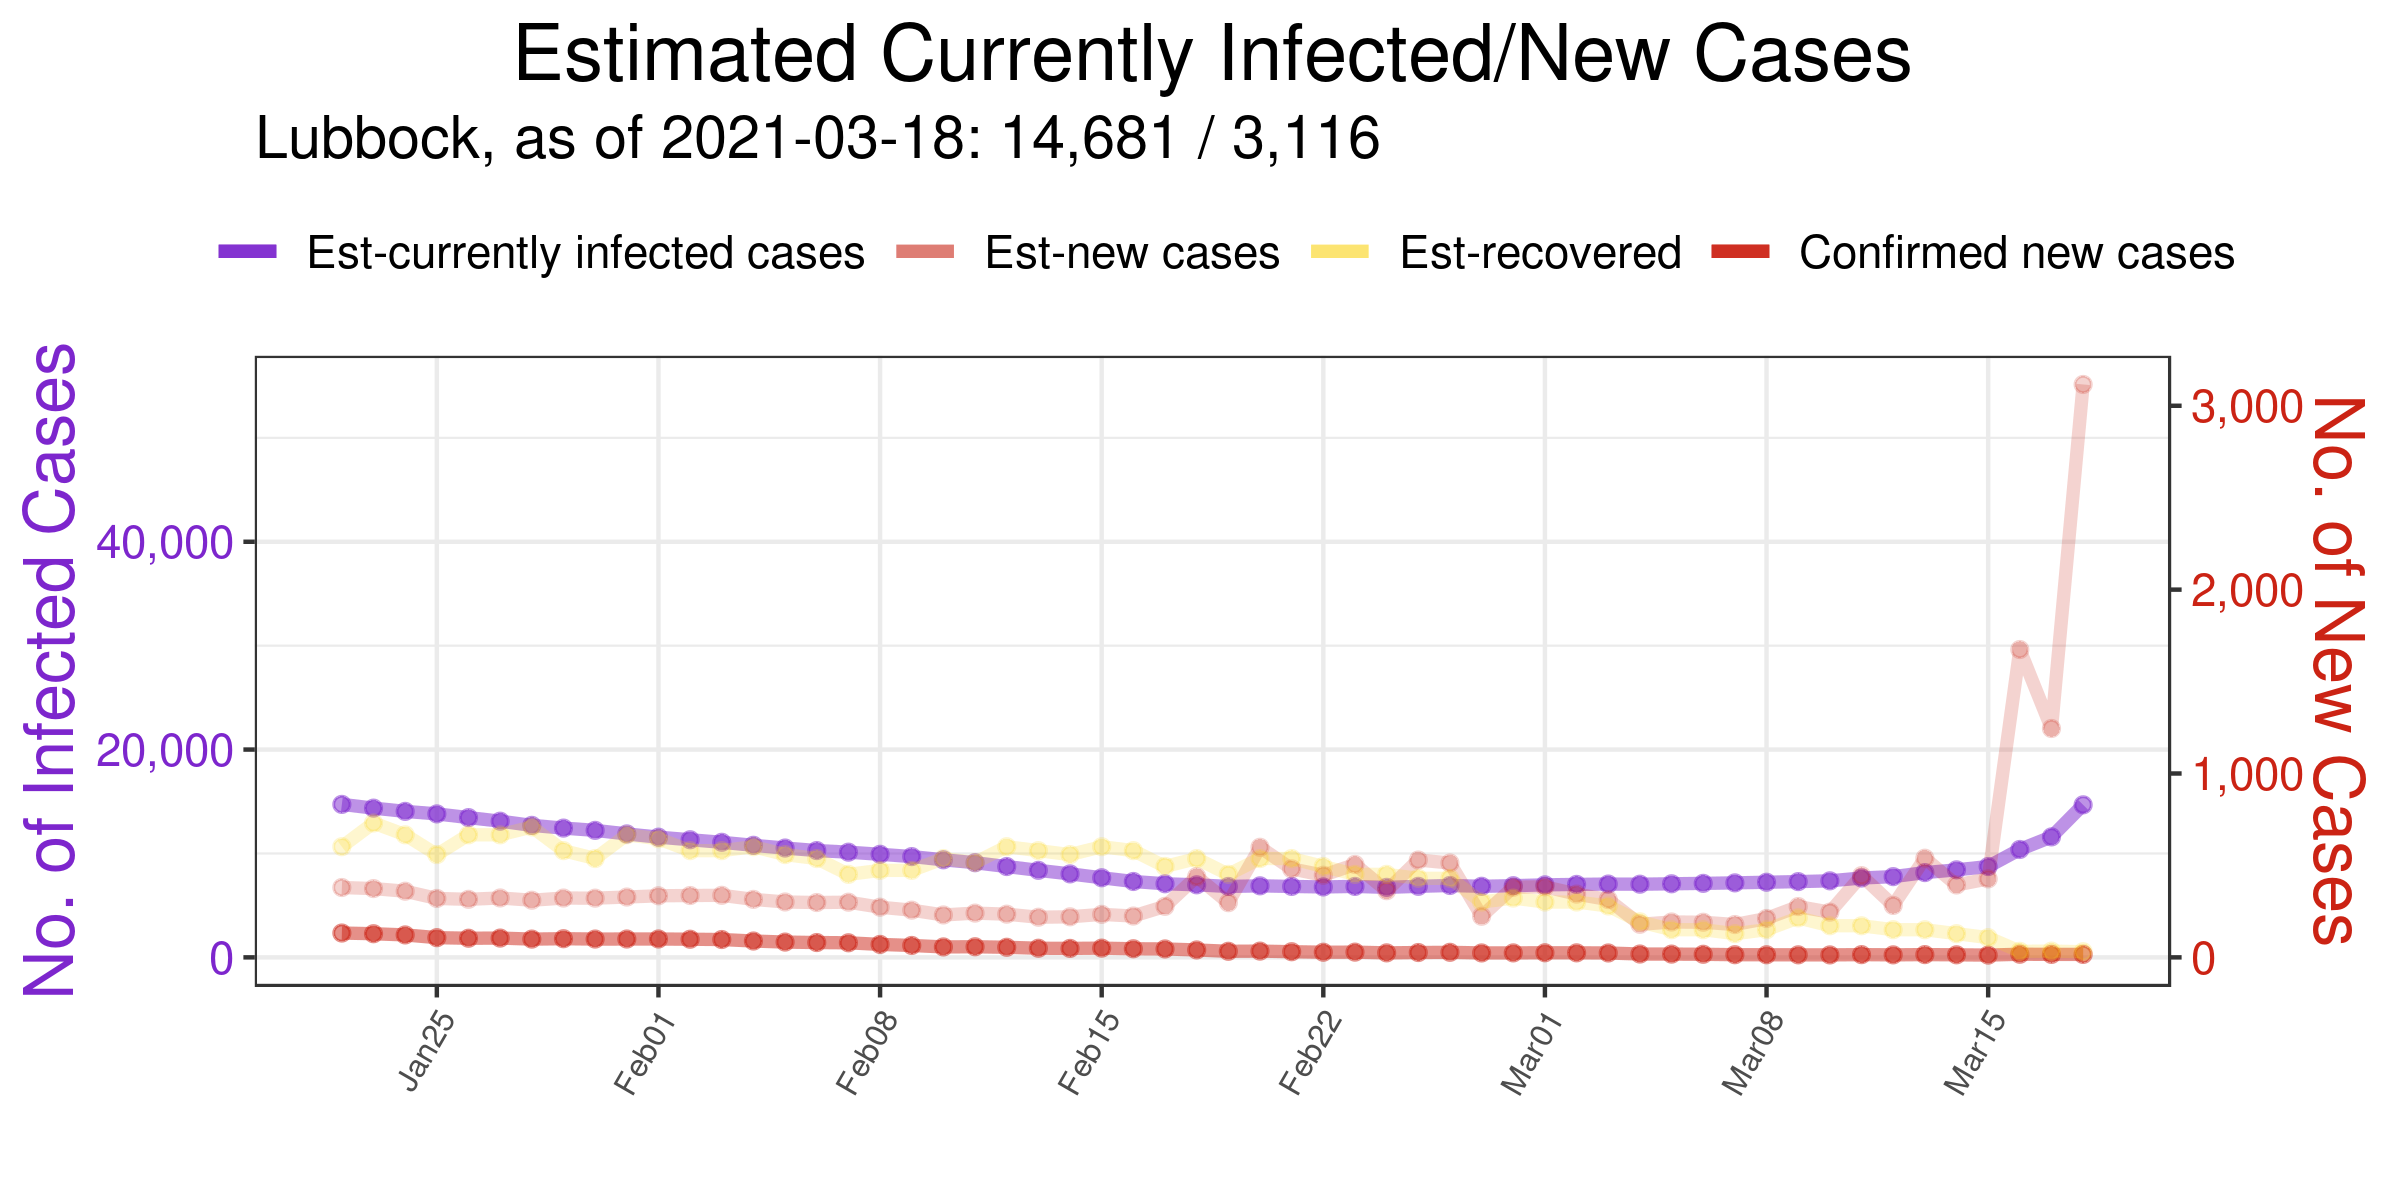 Estimated Currently Infected/New Cases
Lubbock, as of 2021-03-18: 14,681 / 3,116
Est-currently infected cases Est-new cases Est-recovered Confirmed new cases
No. of Infected Cases
40,000
20,000
0
3,000
2,000
1,000
0
No. of New Cases
Jan25 Feb01 Feb08 Feb15 Feb22 Mar01 Mar08 Mar15